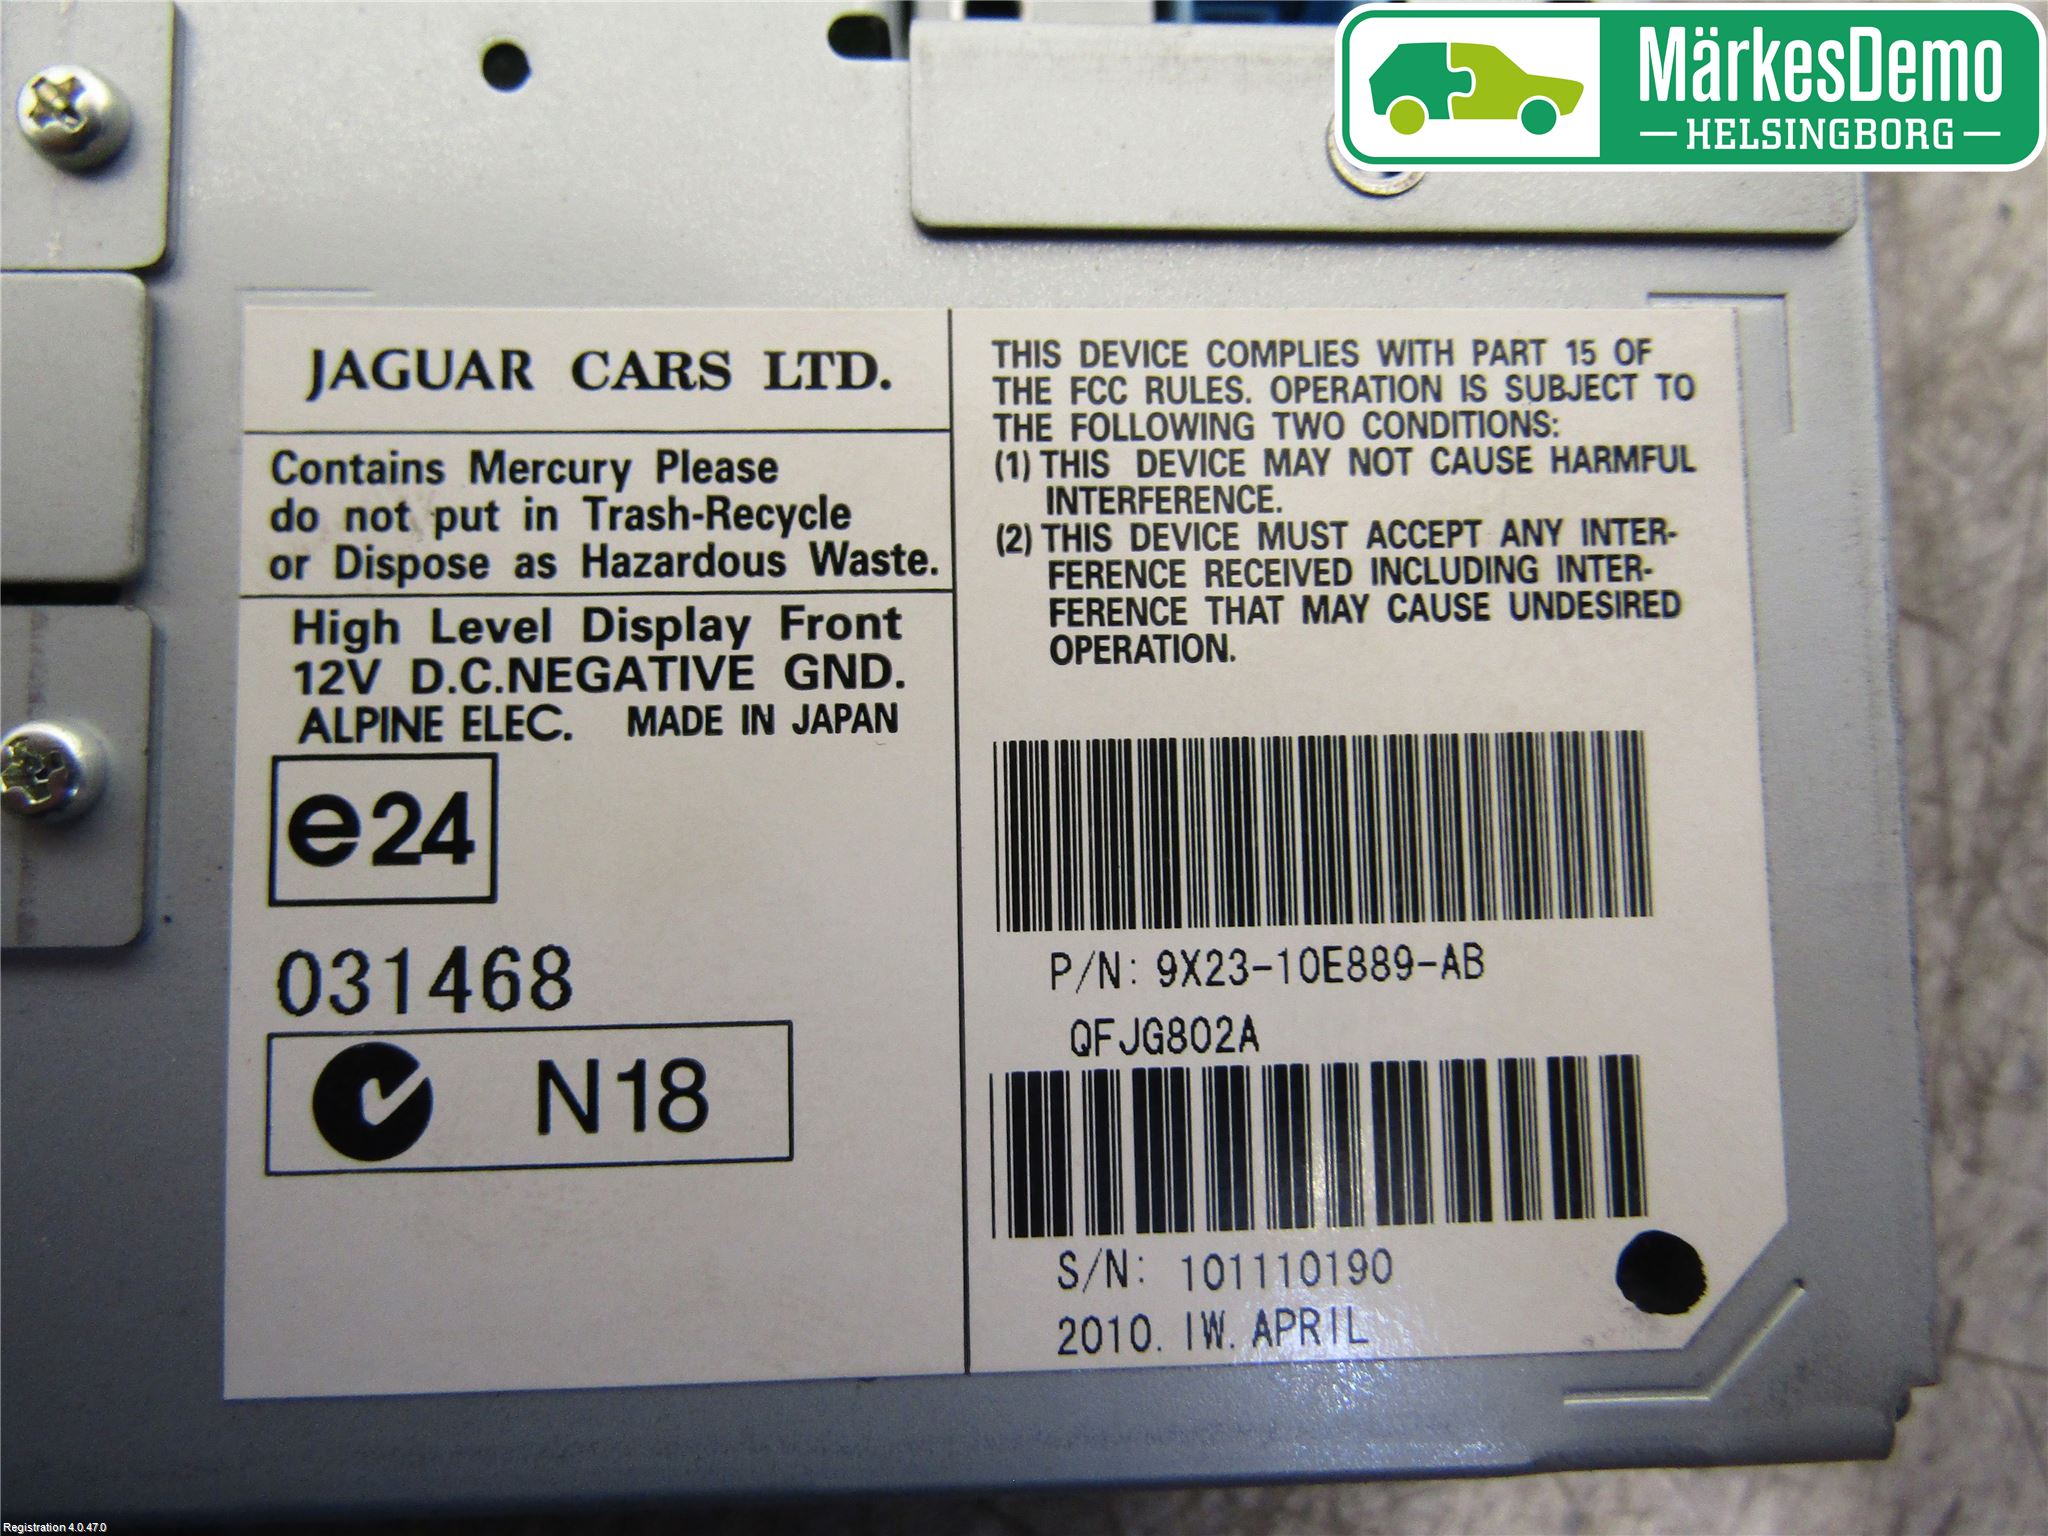 MärkesDemo
HELSINGBORG
JAGUAR CARS LTD.
Contains Mercury Please
do not put in Trash-Recycle
or Dispose as Hazardous Waste.
High Level Display Front
12V D.C.NEGATIVE GND.
ALPINE ELEC. MADE IN JAPAN
e24
031468
N18
THIS DEVICE COMPLIES WITH PART 15 OF
THE FCC RULES. OPERATION IS SUBJECT TO
THE FOLLOWING TWO CONDITIONS:
(1) THIS DEVICE MAY NOT CAUSE HARMFUL
INTERFERENCE.
(2) THIS DEVICE MUST ACCEPT ANY INTER-
FERENCE RECEIVED INCLUDING INTER-
FERENCE THAT MAY CAUSE UNDESIRED
OPERATION.
P/N: 9X23-10E889-AB
QFJG802A
S/N: 101110190
2010. IW. APRIL
Registration 4.0.47.0